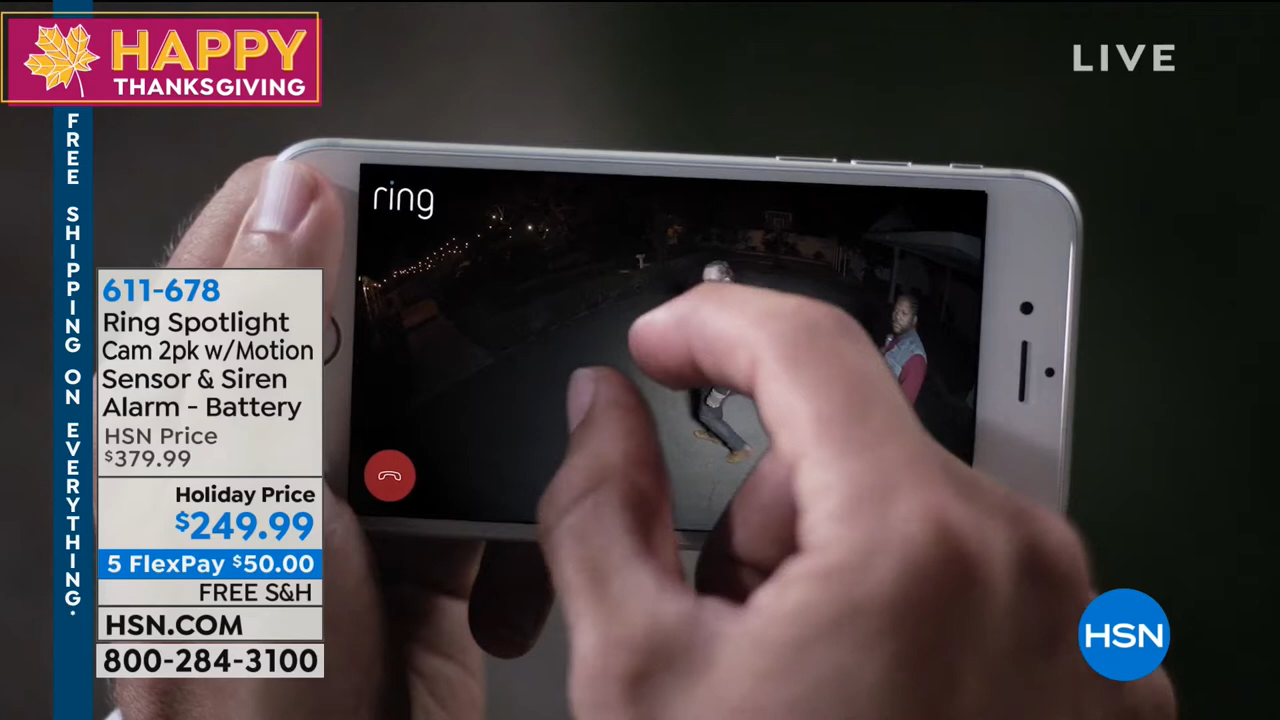 HAPPY
THANKSGIVING
LIVE
FREE SHIPPING ON EVERYTHING.
ring
611-678
Ring Spotlight
Cam 2pk w/Motion
Sensor & Siren
Alarm - Battery
HSN Price
$379.99
Holiday Price
$249.99
5 FlexPay $50.00
FREE S&H
HSN.COM
800-284-3100
HSN